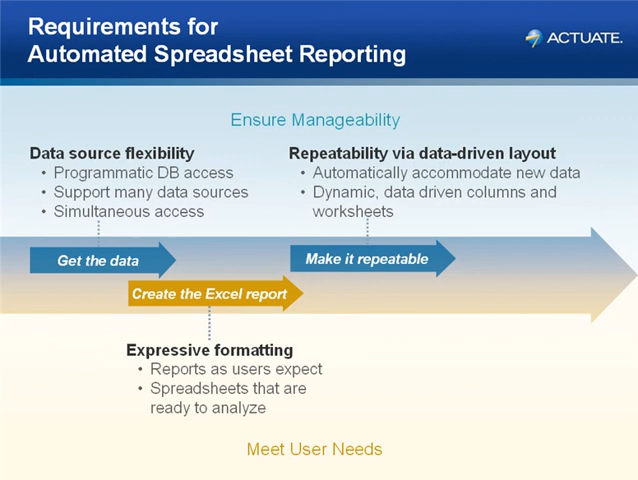 Requirements for
Automated Spreadsheet Reporting
ACTUATE.
Ensure Manageability
Data source flexibility
• Programmatic DB access
• Support many data sources
• Simultaneous access
Repeatability via data-driven layout
• Automatically accommodate new data
• Dynamic, data driven columns and
worksheets
Get the data
Make it repeatable
Create the Excel report
Expressive formatting
• Reports as users expect
• Spreadsheets that are
ready to analyze
Meet User Needs